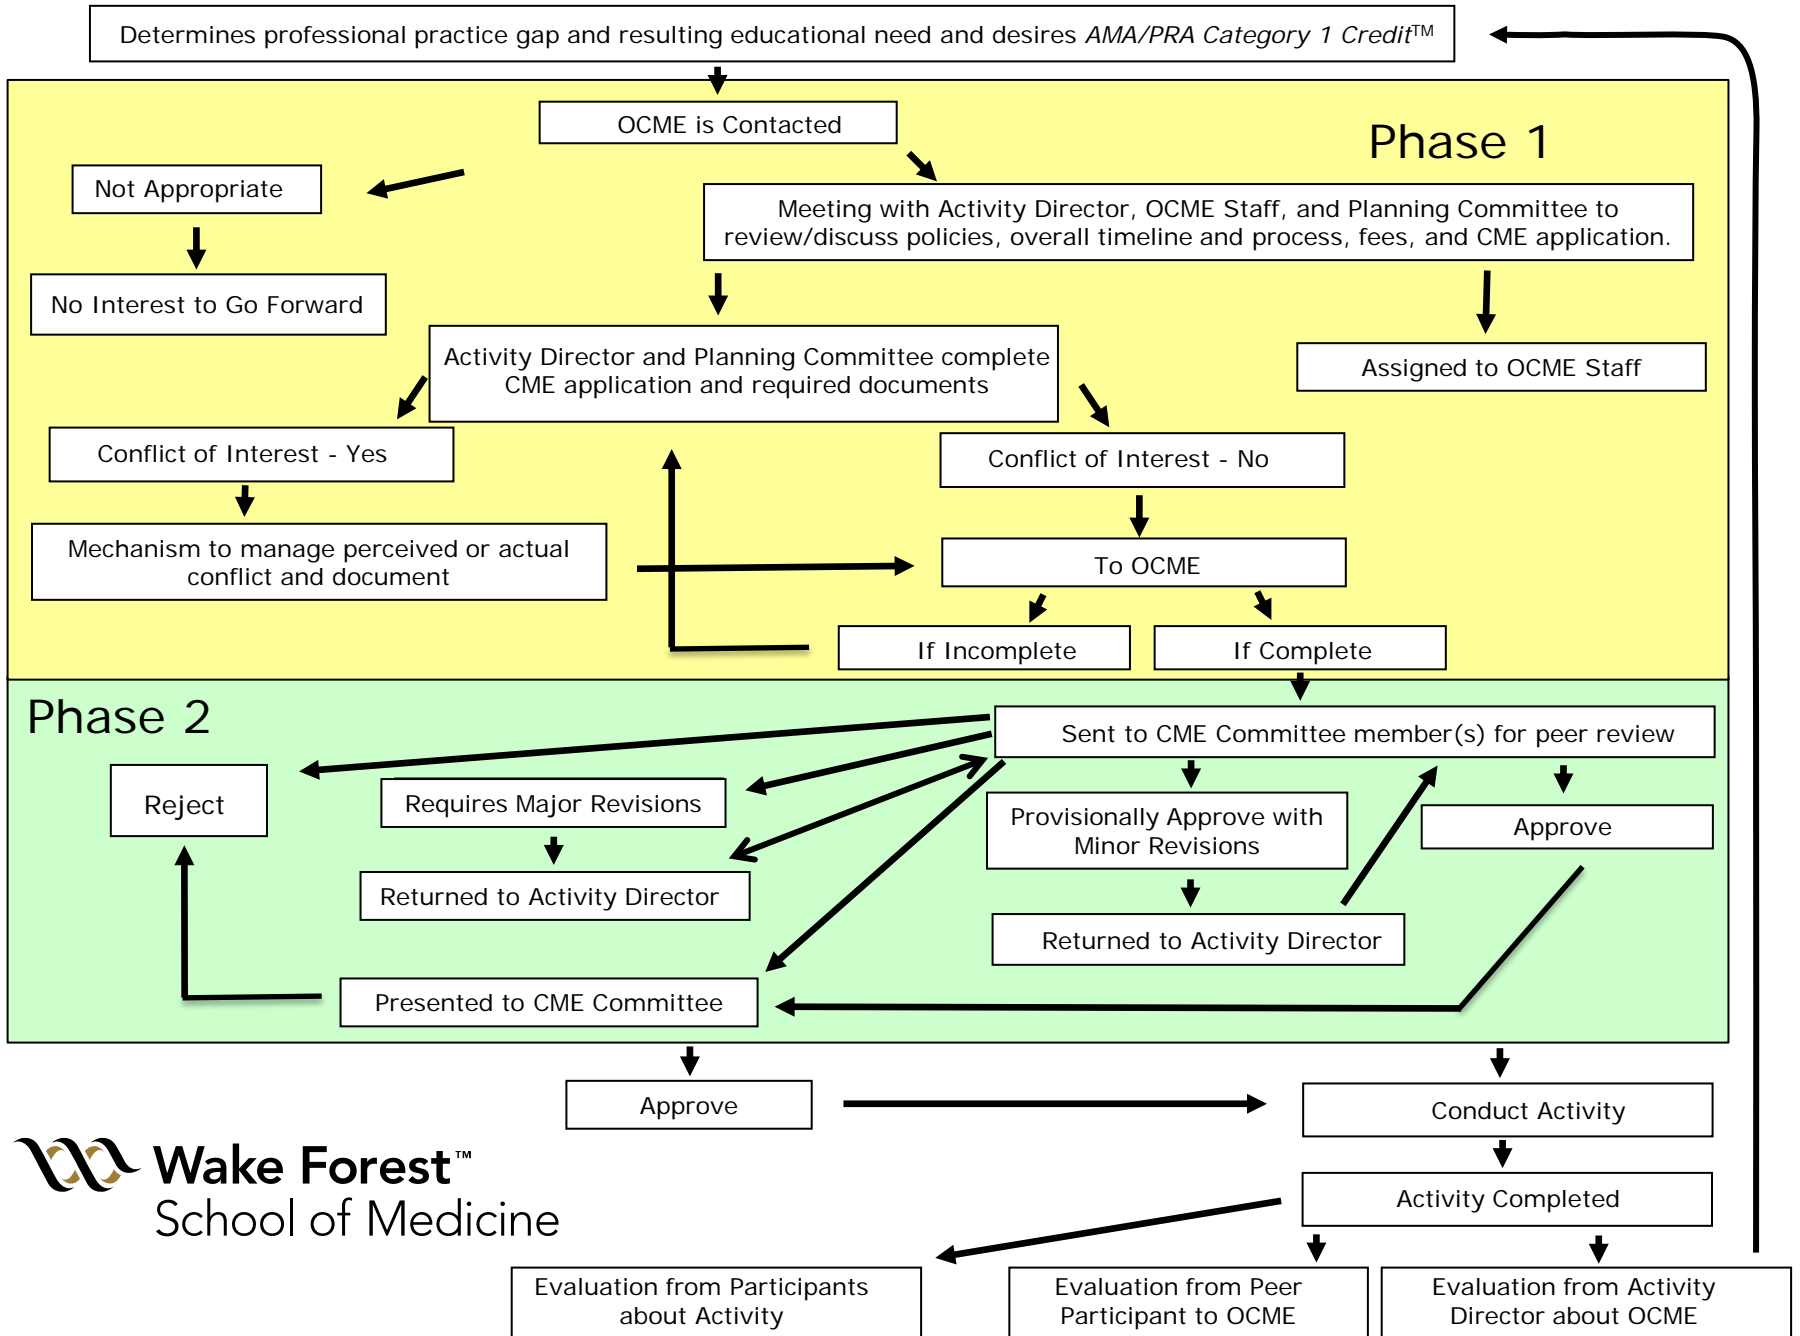 Determines professional practice gap and resulting educational need and desires AMA/PRA Category 1 Credit™
OCME is Contacted
Phase 1
Not Appropriate
Meeting with Activity Director, OCME Staff, and Planning Committee to
review/discuss policies, overall timeline and process, fees, and CME application.
No Interest to Go Forward
Activity Director and Planning Committee complete
CME application and required documents
Assigned to OCME Staff
Conflict of Interest - Yes
Conflict of Interest - No
Mechanism to manage perceived or actual
conflict and document
To OCME
If Incomplete
If Complete
Phase 2
Sent to CME Committee member(s) for peer review
Reject
Requires Major Revisions
Provisionally Approve with
Minor Revisions
Approve
Returned to Activity Director
Returned to Activity Director
Presented to CME Committee
Approve
Conduct Activity
Wake Forest™
School of Medicine
Activity Completed
Evaluation from Participants
about Activity
Evaluation from Peer
Participant to OCME
Evaluation from Activity
Director about OCME